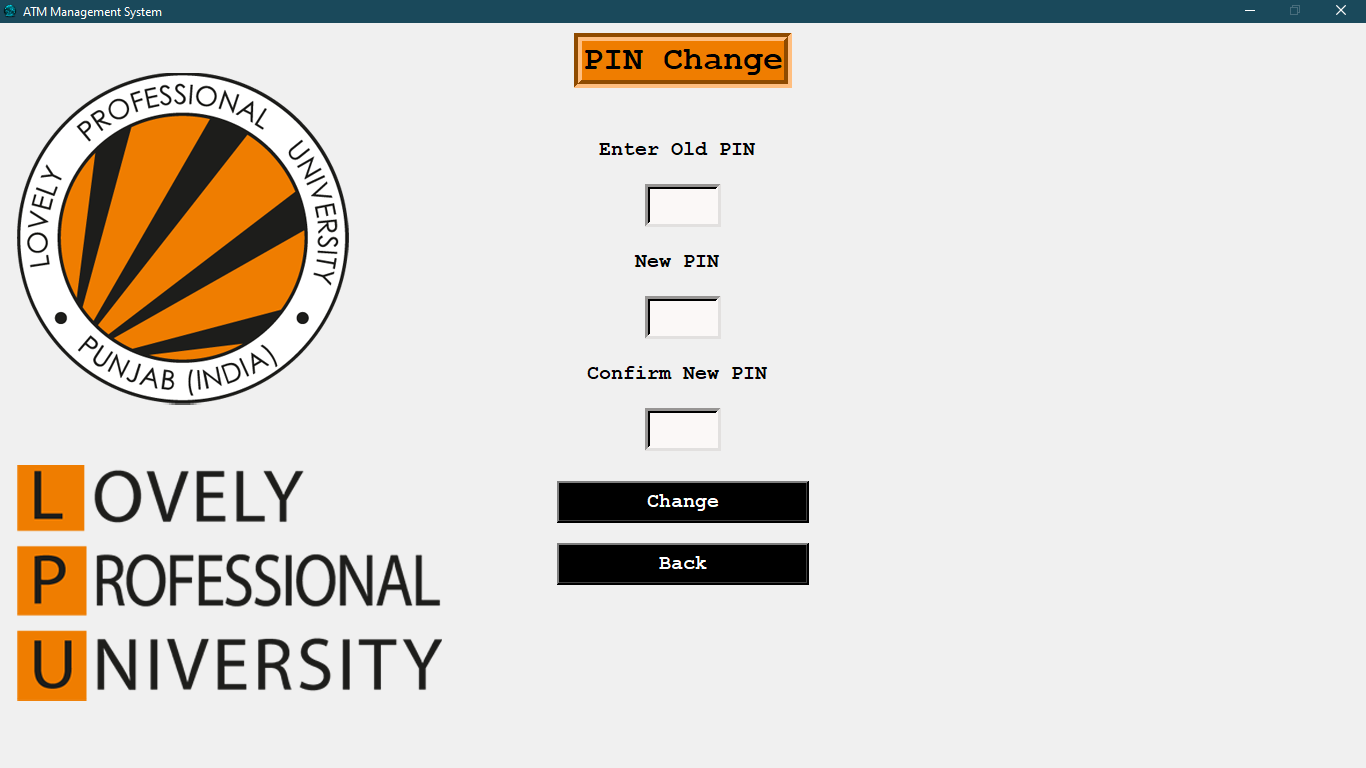 ATM Management System
PIN Change
LOVELY PROFESSIONAL UNIVERSITY
PUNJAB (INDIA)
Enter Old PIN
New PIN
Confirm New PIN
Change
Back
LOVELY
PROFESSIONAL
UNIVERSITY